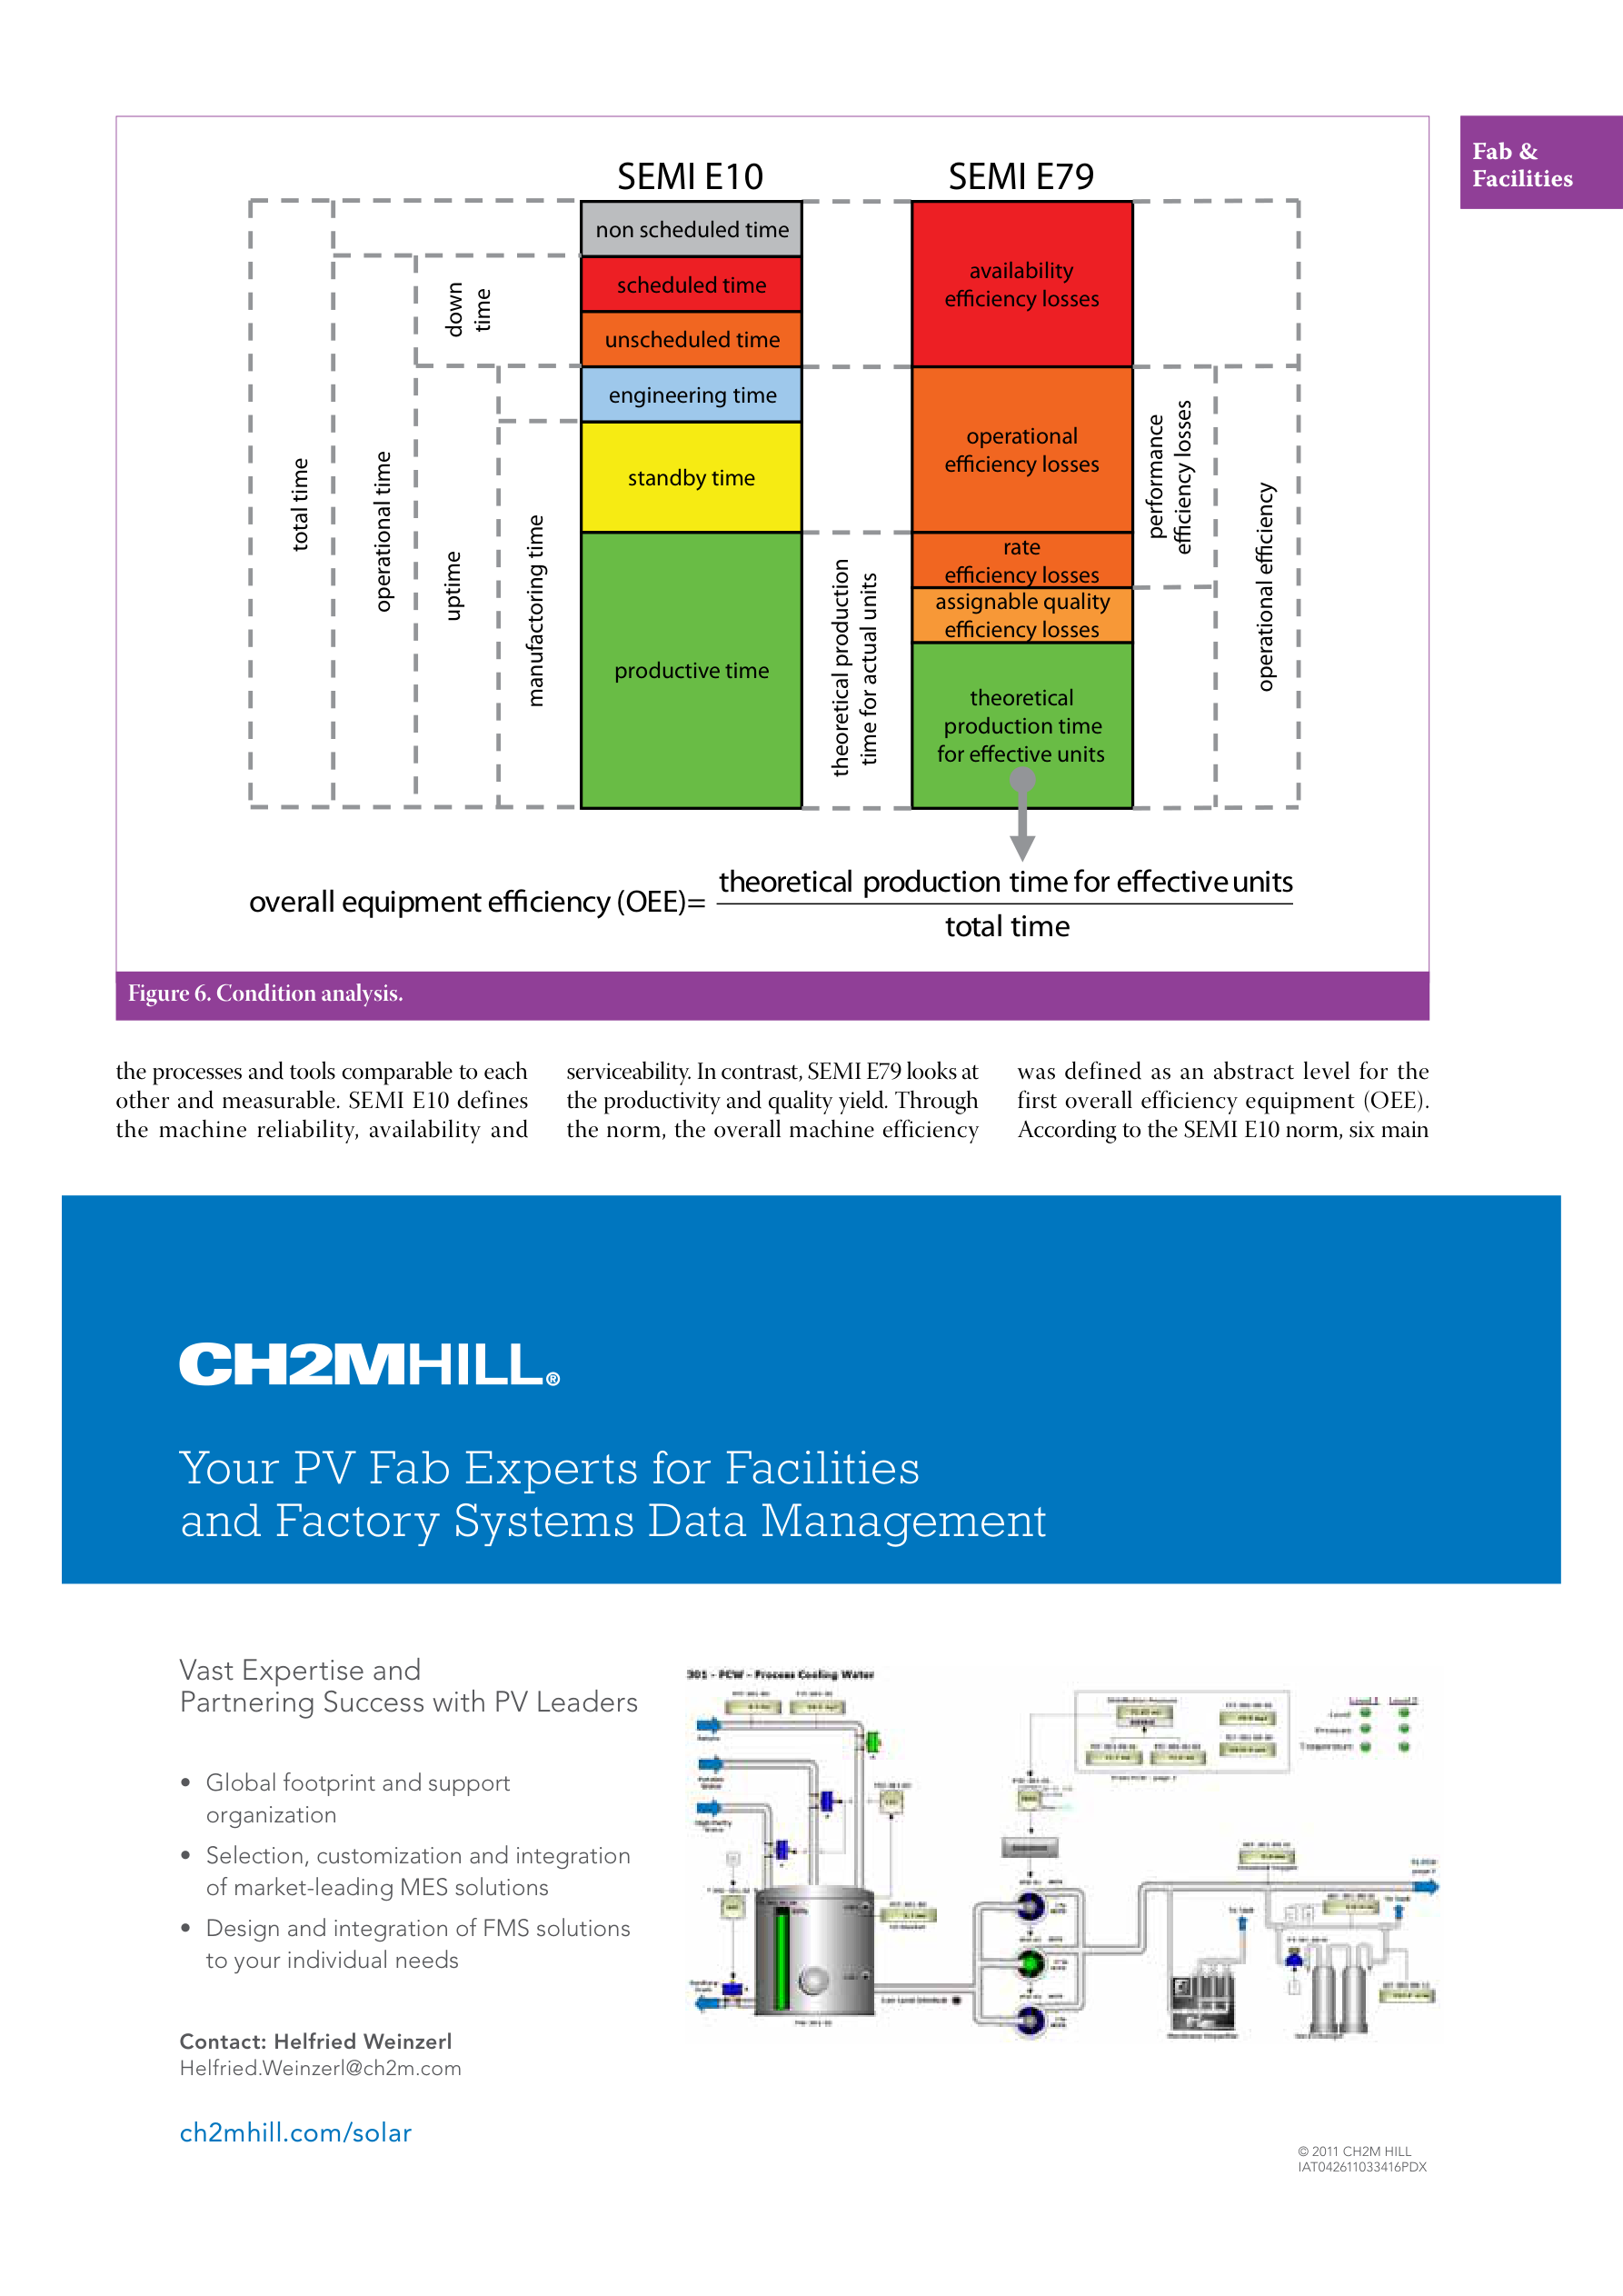 Fab &
Facilities
SEMI E10
SEMI E79
non scheduled time
scheduled time
unscheduled time
engineering time
standby time
productive time
down
time
total time
operational time
uptime
manufactoring time
theoretical production
time for actual units
availability
efficiency losses
operational
efficiency losses
rate
efficiency losses
assignable quality
efficiency losses
theoretical
production time
for effective units
performance
efficiency losses
operational efficiency
overall equipment efficiency (OEE)=
theoretical production time for effective units
total time
Figure 6. Condition analysis.
the processes and tools comparable to each
other and measurable. SEMI E10 defines
the machine reliability, availability and
serviceability. In contrast, SEMI E79 looks at
the productivity and quality yield. Through
the norm, the overall machine efficiency
was defined as an abstract level for the
first overall efficiency equipment (OEE).
According to the SEMI E10 norm, six main
CH2MHILL®
Your PV Fab Experts for Facilities
and Factory Systems Data Management
Vast Expertise and
Partnering Success with PV Leaders
• Global footprint and support
organization
• Selection, customization and integration
of market-leading MES solutions
• Design and integration of FMS solutions
to your individual needs
Contact: Helfried Weinzerl
Helfried.Weinzerl@ch2m.com
ch2mhill.com/solar
301 - PCW - Process Cooling Water
© 2011 CH2M HILL
IAT042611033416PDX